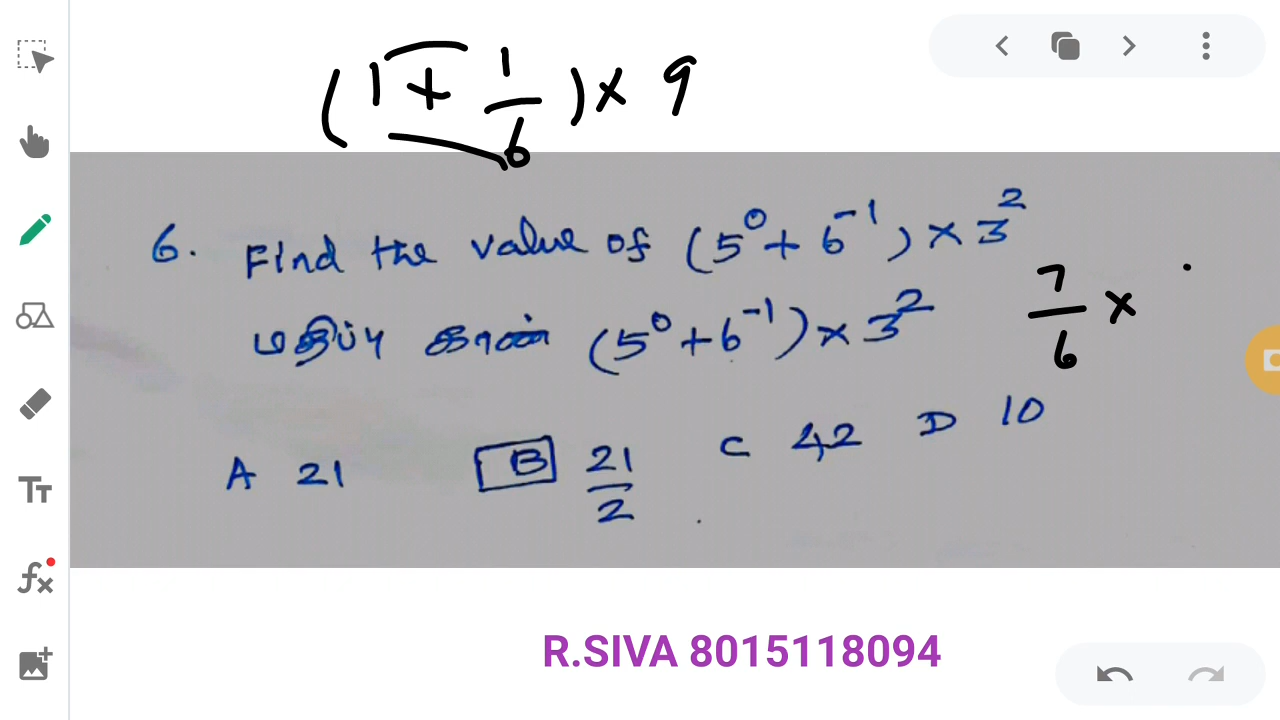 (1 + 1/6) × 9
6. Find the value of (5⁰ + 6⁻¹) × 3²
மதிப்பு காண் (5⁰ + 6⁻¹) × 3²
7/6 ×
A 21 B 21/2 C 42 D 10
R.SIVA 8015118094